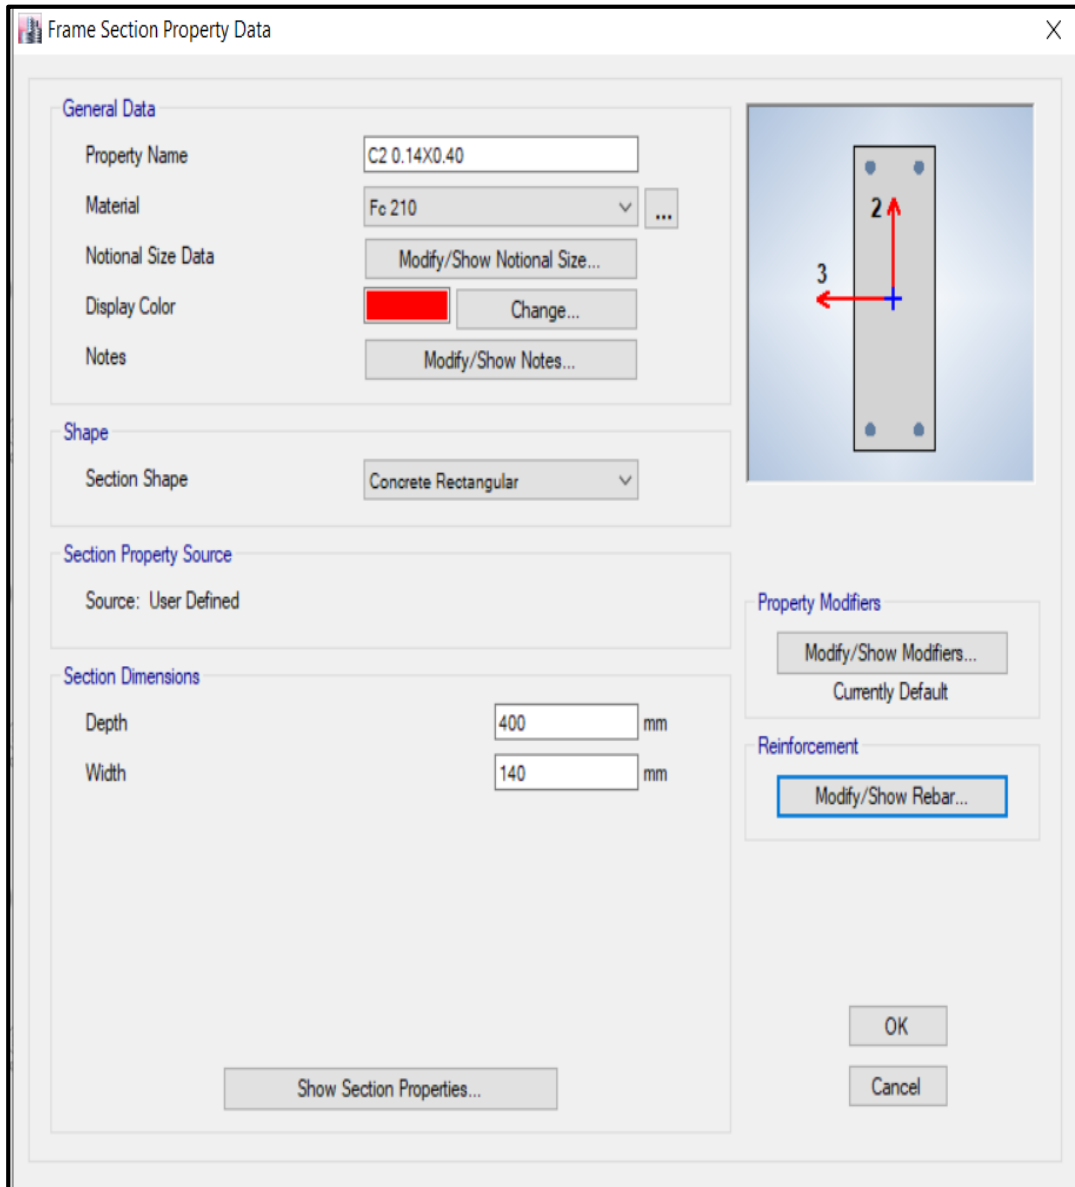 Frame Section Property Data
General Data
Property Name
C2 0.14X0.40
Material
Fc 210
...
Notional Size Data
Modify/Show Notional Size...
Display Color
Change...
Notes
Modify/Show Notes...
2
3
Shape
Section Shape
Concrete Rectangular
Section Property Source
Source: User Defined
Property Modifiers
Modify/Show Modifiers...
Currently Default
Section Dimensions
Depth
400 mm
Width
140 mm
Reinforcement
Modify/Show Rebar...
Show Section Properties...
OK
Cancel